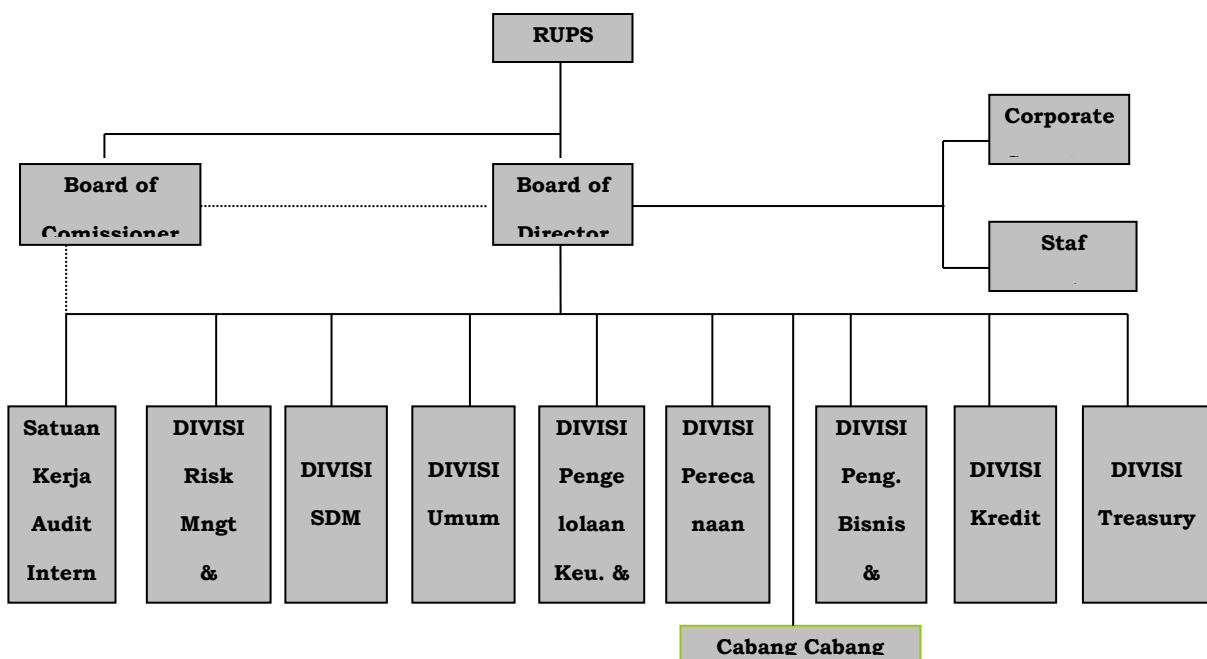 RUPS
Corporate
Board of
Comissioner
Board of
Director
Staf
Satuan
Kerja
Audit
Intern
DIVISI
Risk
Mngt
&
DIVISI
SDM
DIVISI
Umum
DIVISI
Penge
lolaan
Keu. &
DIVISI
Pereca
naan
DIVISI
Peng.
Bisnis
&
DIVISI
Kredit
DIVISI
Treasury
Cabang Cabang